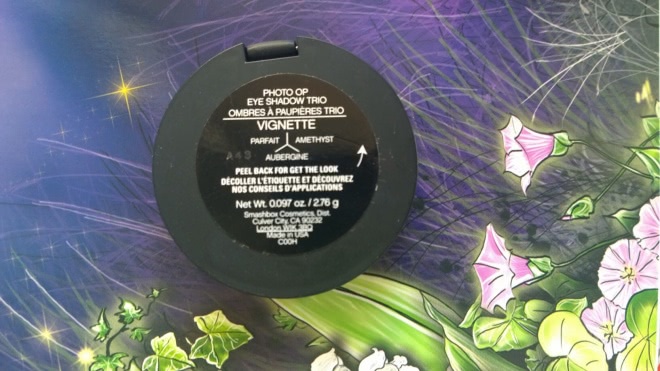 PHOTO OP
EYE SHADOW TRIO
OMBRES À PAUPIÈRES TRIO
VIGNETTE
PARFAIT AMETHYST
A43
AUBERGINE
PEEL BACK FOR GET THE LOOK
DÉCOLLER L'ÉTIQUETTE ET DÉCOUVREZ
NOS CONSEILS D'APPLICATIONS
Net Wt. 0.097 oz. / 2.76 g
Smashbox Cosmetics, Dist.
Culver City, CA 90232
London W1K 3BQ
Made in USA
C00H